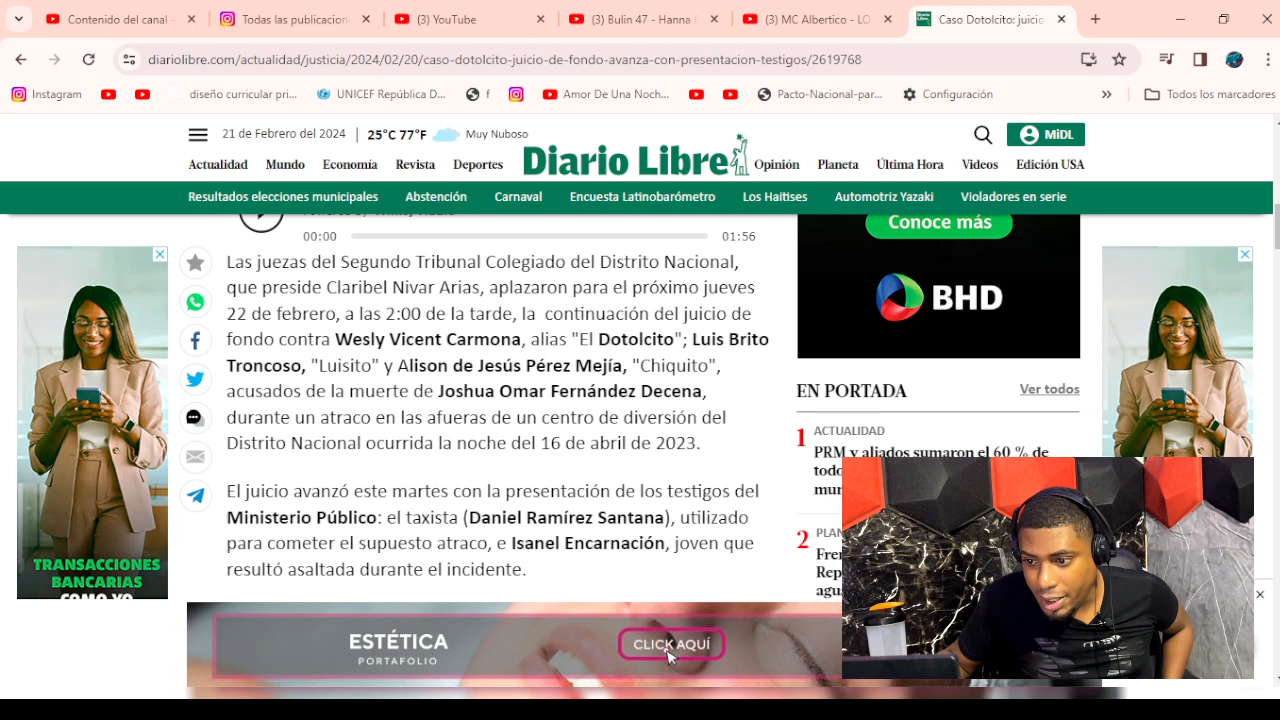 Contenido del canal
Todas las publicacion
(3) YouTube
(3) Bulin 47 - Hanna
(3) MC Albertico - LO
Caso Dotolcito: juicio
diariolibre.com/actualidad/justicia/2024/02/20/caso-dotolcito-juicio-de-fondo-avanza-con-presentacion-testigos/2619768
Instagram
diseño curricular pri...
UNICEF República D...
f
Amor De Una Noch...
Pacto-Nacional-par...
Configuración
Todos los marcadores
21 de Febrero del 2024 | 25°C 77°F Muy Nuboso
MiDL
Actualidad Mundo Economía Revista Deportes
Diario Libre
Opinión Planeta Última Hora Videos Edición USA
Resultados elecciones municipales Abstención Carnaval Encuesta Latinobarómetro Los Haitises Automotriz Yazaki Violadores en serie
00:00 01:56
Las juezas del Segundo Tribunal Colegiado del Distrito Nacional,
que preside Claribel Nivar Arias, aplazaron para el próximo jueves
22 de febrero, a las 2:00 de la tarde, la continuación del juicio de
fondo contra Wesly Vicent Carmona, alias "El Dotolcito"; Luis Brito
Troncoso, "Luisito" y Alison de Jesús Pérez Mejía, "Chiquito",
acusados de la muerte de Joshua Omar Fernández Decena,
durante un atraco en las afueras de un centro de diversión del
Distrito Nacional ocurrida la noche del 16 de abril de 2023.
El juicio avanzó este martes con la presentación de los testigos del
Ministerio Público: el taxista (Daniel Ramírez Santana), utilizado
para cometer el supuesto atraco, e Isanel Encarnación, joven que
resultó asaltada durante el incidente.
Conoce más
BHD
EN PORTADA
Ver todos
1 ACTUALIDAD
PRM y aliados sumaron el 60 % de
todo
mun
2 PLAN
Fren
Rep
agu
TRANSACCIONES
BANCARIAS
COMO YO
ESTÉTICA
PORTAFOLIO
CLICK AQUÍ